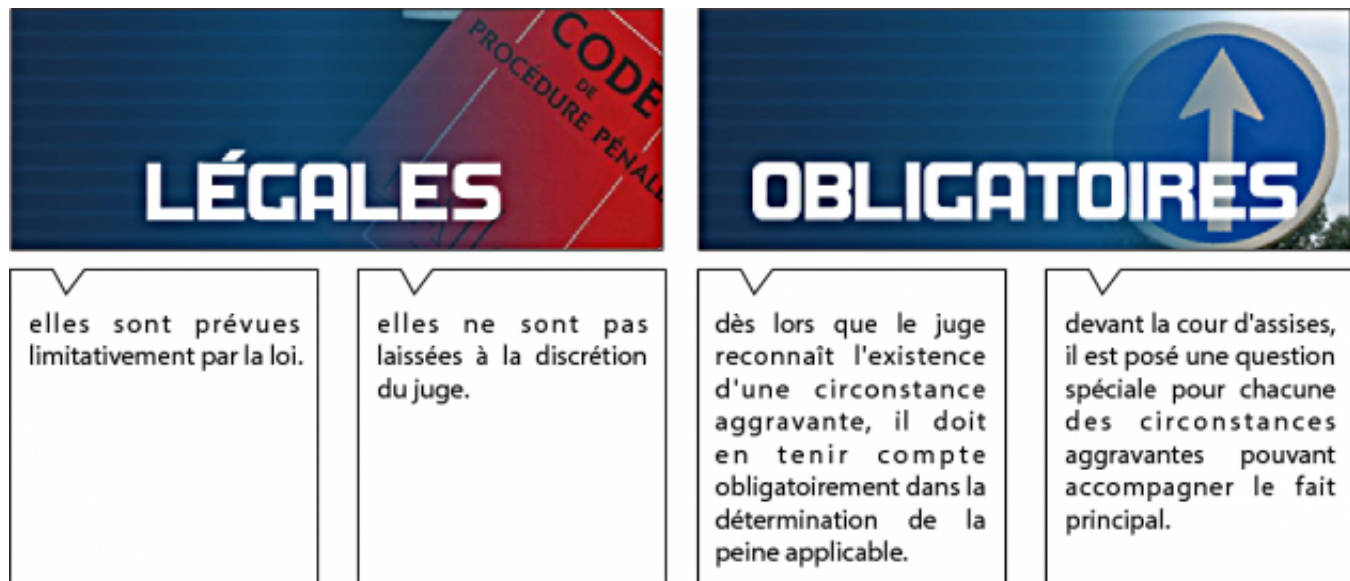 CODE
DE
PROCÉDURE PÉNALE
LÉGALES
OBLIGATOIRES
elles sont prévues
limitativement par la loi.
elles ne sont pas
laissées à la discrétion
du juge.
dès lors que le juge
reconnaît l'existence
d'une circonstance
aggravante, il doit
en tenir compte
obligatoirement dans la
détermination de la
peine applicable.
devant la cour d'assises,
il est posé une question
spéciale pour chacune
des circonstances
aggravantes pouvant
accompagner le fait
principal.